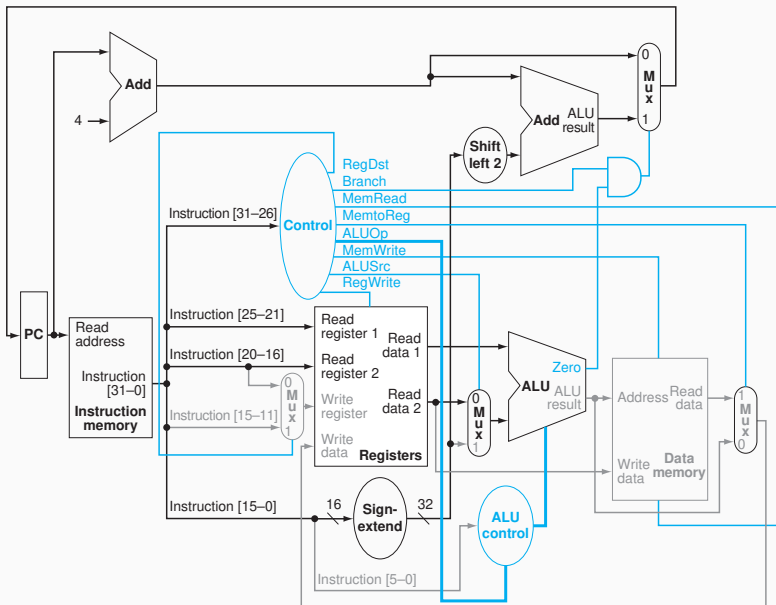 0
M
u
x
1
Add
4
Add
ALU
result
Shift
left 2
RegDst
Branch
MemRead
MemtoReg
ALUOp
MemWrite
ALUSrc
RegWrite
Control
Instruction [31–26]
PC
Read
address
Instruction
[31–0]
Instruction
memory
Instruction [25–21]
Instruction [20–16]
Instruction [15–11]
0
M
u
x
1
Read
register 1
Read
register 2
Write
register
Write
data
Read
data 1
Read
data 2
Registers
0
M
u
x
1
Zero
ALU
ALU
result
Address
Read
data
Write
data
Data
memory
1
M
u
x
0
Instruction [15–0]
16
Sign-
extend
32
ALU
control
Instruction [5–0]